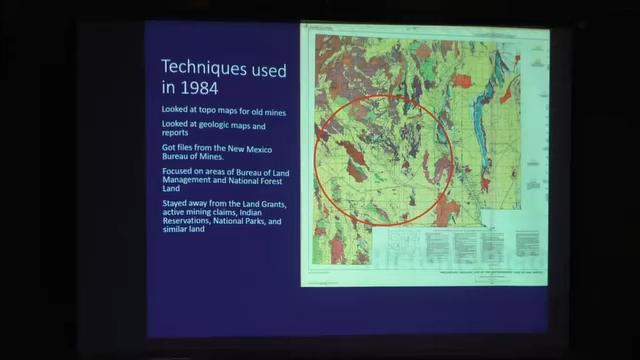 Techniques used
in 1984
Looked at topo maps for old mines
Looked at geologic maps and
reports
Got files from the New Mexico
Bureau of Mines.
Focused on areas of Bureau of Land
Management and National Forest
Land
Stayed away from the Land Grants,
active mining claims, Indian
Reservations, National Parks, and
similar land